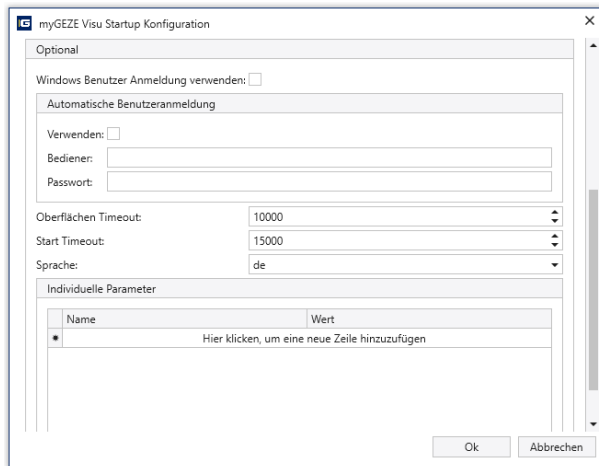 myGEZE Visu Startup Konfiguration
Optional
Windows Benutzer Anmeldung verwenden:
Automatische Benutzeranmeldung
Verwenden:
Bediener:
Passwort:
Oberflächen Timeout: 10000
Start Timeout: 15000
Sprache: de
Individuelle Parameter
Name Wert
Hier klicken, um eine neue Zeile hinzuzufügen
Ok Abbrechen